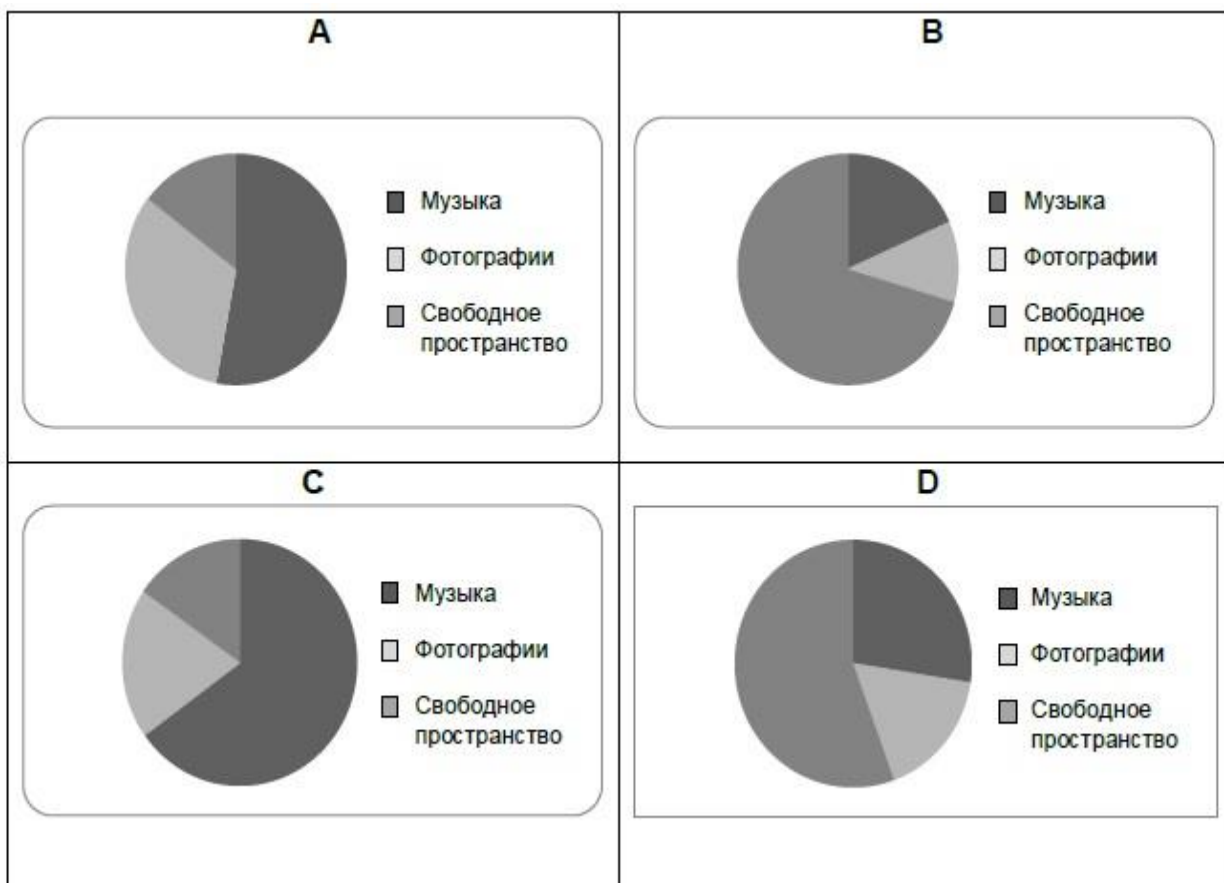 A
Музыка
Фотографии
Свободное
пространство
B
Музыка
Фотографии
Свободное
пространство
C
Музыка
Фотографии
Свободное
пространство
D
Музыка
Фотографии
Свободное
пространство